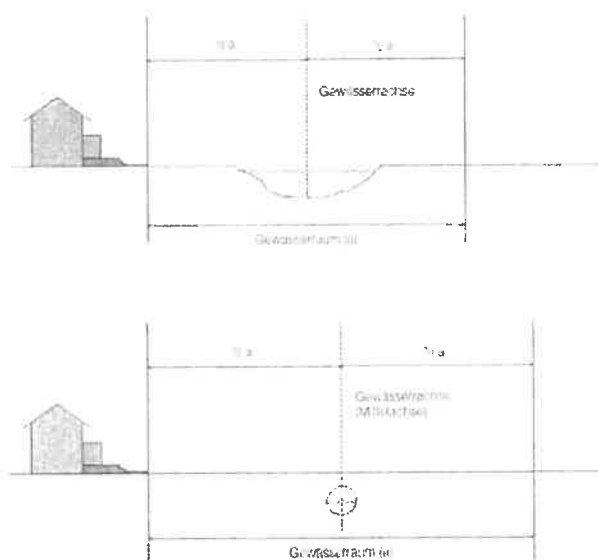 ½ a ½ a
Gewässerachse
Gewässerraum (a)
½ a ½ a
Gewässerachse
(Mittelachse)
Gewässerraum (a)